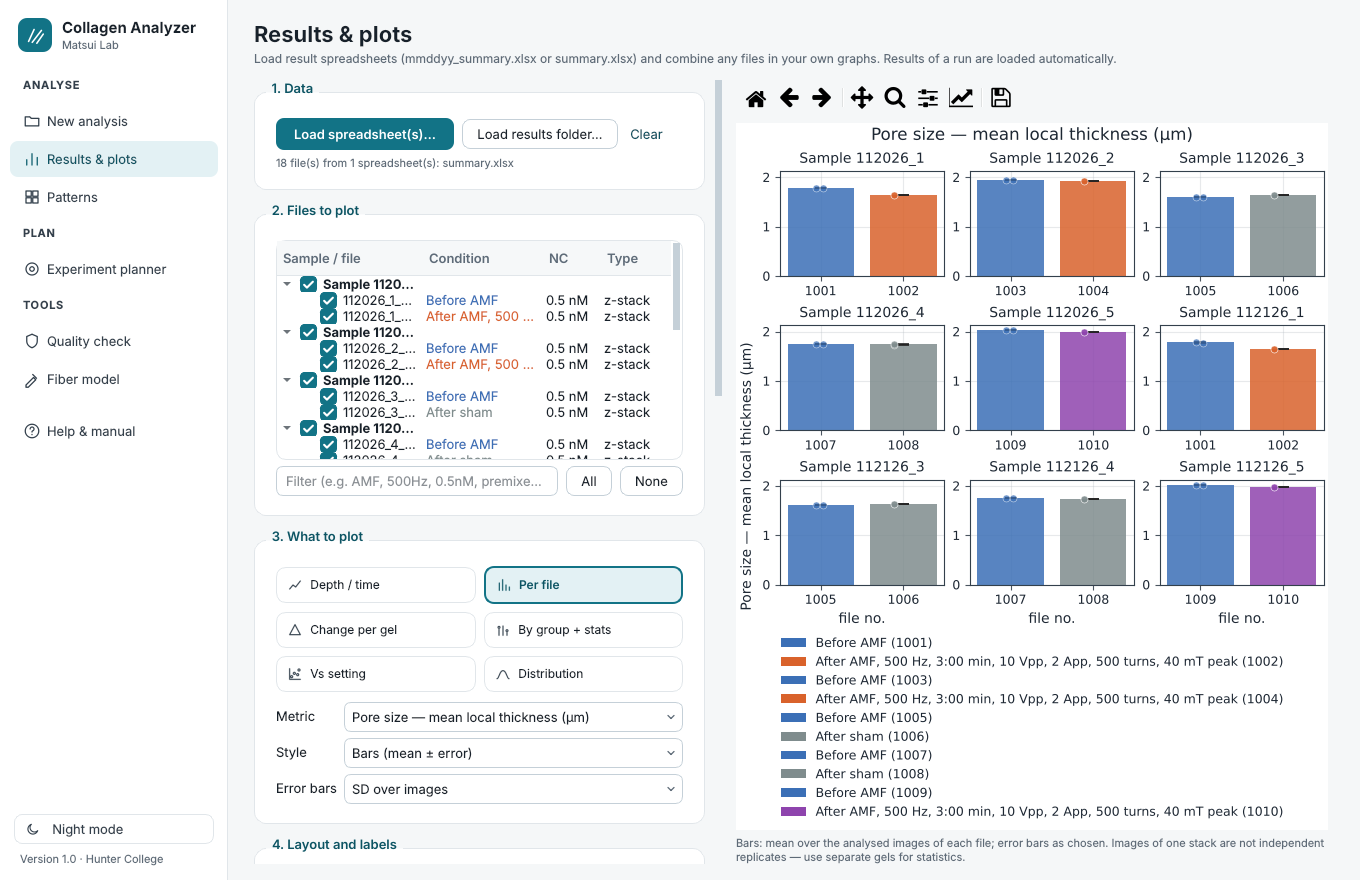 Collagen Analyzer
Matsui Lab
ANALYSE
New analysis
Results & plots
Patterns
PLAN
Experiment planner
TOOLS
Quality check
Fiber model
Help & manual
Night mode
Version 1.0 · Hunter College
Results & plots
Load result spreadsheets (mmddyy_summary.xlsx or summary.xlsx) and combine any files in your own graphs. Results of a run are loaded automatically.
1. Data
Load spreadsheet(s)... Load results folder... Clear
18 file(s) from 1 spreadsheet(s): summary.xlsx
2. Files to plot
Sample / file Condition NC Type
Sample 1120...
112026_1_... Before AMF 0.5 nM z-stack
112026_1_... After AMF, 500 ... 0.5 nM z-stack
Sample 1120...
112026_2_... Before AMF 0.5 nM z-stack
112026_2_... After AMF, 500 ... 0.5 nM z-stack
Sample 1120...
112026_3_... Before AMF 0.5 nM z-stack
112026_3_... After sham 0.5 nM z-stack
Sample 1120...
112026_4_... Before AMF 0.5 nM z-stack
112026_4_... After sham 0.5 nM z-stack
Filter (e.g. AMF, 500Hz, 0.5nM, premixe... All None
3. What to plot
Depth / time Per file
Change per gel By group + stats
Vs setting Distribution
Metric Pore size — mean local thickness (µm)
Style Bars (mean ± error)
Error bars SD over images
4. Layout and labels
Pore size — mean local thickness (µm)
Sample 112026_1 Sample 112026_2 Sample 112026_3
2 2 2
1 1 1
0 0 0
1001 1002 1003 1004 1005 1006
Sample 112026_4 Sample 112026_5 Sample 112126_1
2 2 2
1 1 1
0 0 0
1007 1008 1009 1010 1001 1002
Sample 112126_3 Sample 112126_4 Sample 112126_5
2 2 2
1 1 1
0 0 0
1005 1006 1007 1008 1009 1010
file no. file no. file no.
Pore size — mean local thickness (µm)
Before AMF (1001)
After AMF, 500 Hz, 3:00 min, 10 Vpp, 2 App, 500 turns, 40 mT peak (1002)
Before AMF (1003)
After AMF, 500 Hz, 3:00 min, 10 Vpp, 2 App, 500 turns, 40 mT peak (1004)
Before AMF (1005)
After sham (1006)
Before AMF (1007)
After sham (1008)
Before AMF (1009)
After AMF, 500 Hz, 3:00 min, 10 Vpp, 2 App, 500 turns, 40 mT peak (1010)
Bars: mean over the analysed images of each file; error bars as chosen. Images of one stack are not independent
replicates — use separate gels for statistics.